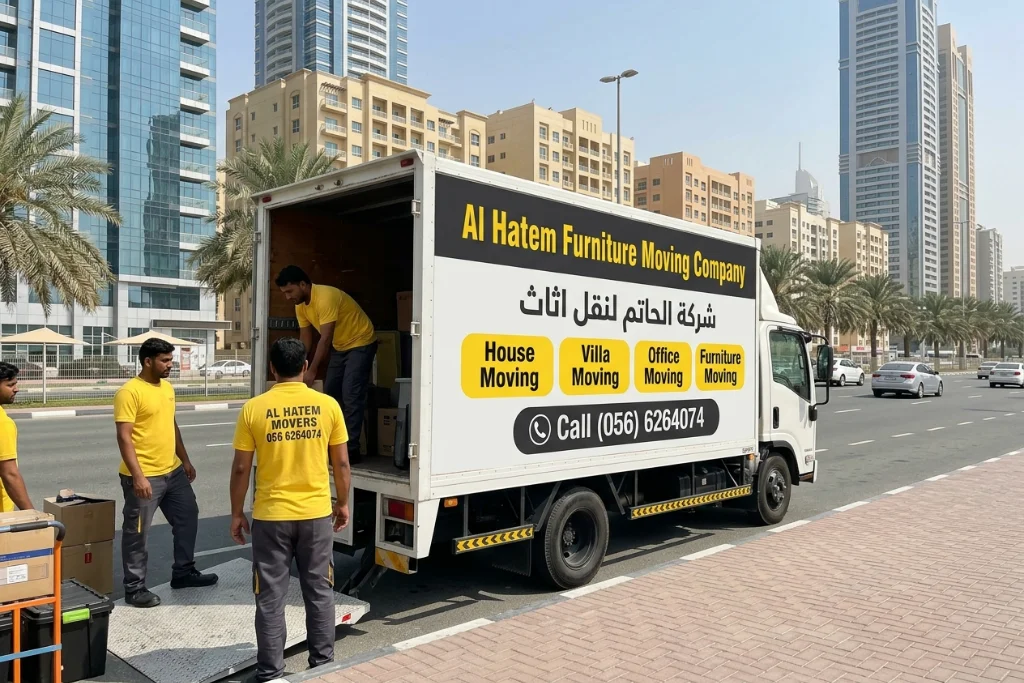 Al Hatem Furniture Moving Company
شركة الحاتم لنقل اثاث
House Moving
Villa Moving
Office Moving
Furniture Moving
Call (056) 6264074
AL HATEM
MOVERS
056 6264074